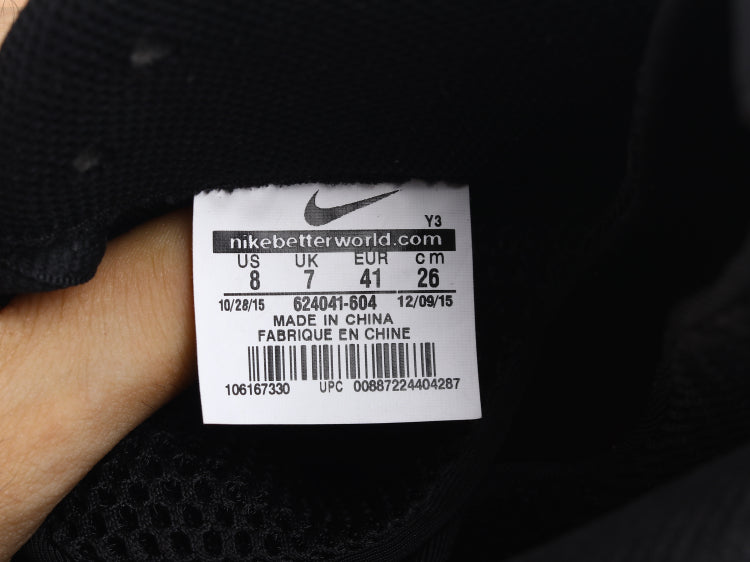 Y3
nikebetterworld.com
US UK EUR cm
8 7 41 26
10/28/15 624041-604 12/09/15
MADE IN CHINA
FABRIQUE EN CHINE
106167330 UPC 00887224404287